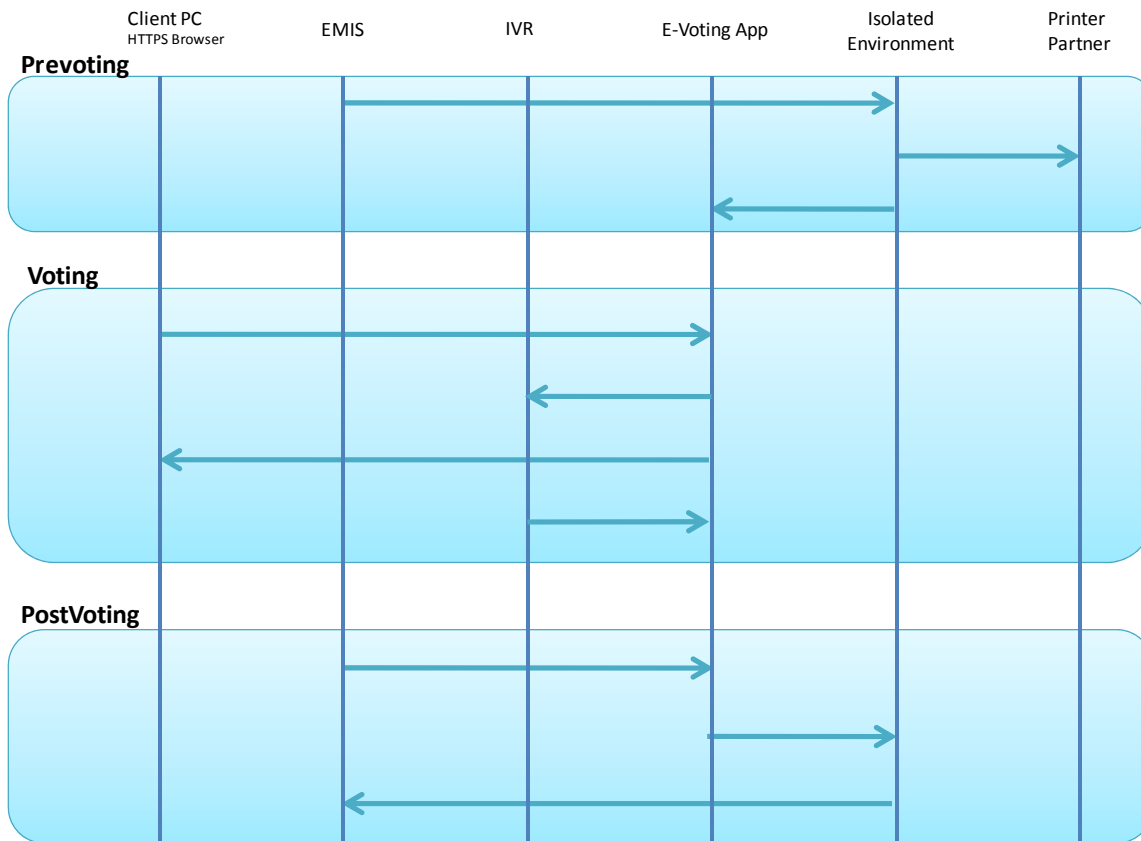 Client PC
HTTPS Browser
EMIS
IVR
E-Voting App
Isolated
Environment
Printer
Partner
Prevoting
Voting
PostVoting